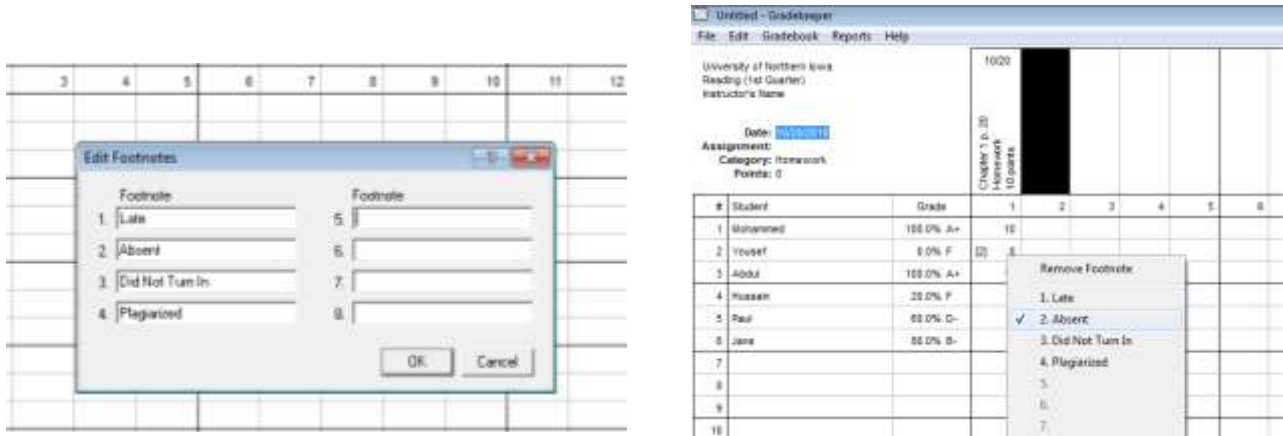 3 4 5 6 7 8 9 10 11 12
Edit Footnotes
Footnote Footnote
1. Late 5.
2. Absent 6.
3. Did Not Turn In 7.
4. Plagiarized 8.
OK Cancel
Untitled - Gradekeeper
File Edit Gradebook Reports Help
University of Northern Iowa
Reading (1st Quarter)
Instructor's Name
Date:
Assignment:
Category: Homework
Points: 0
10/20
Chapter 1 p. 20
Homework
10 points
# Student Grade 1 2 3 4 5 6
1 Mohammed 100.0% A+ 10
2 Yousef 0.0% F [2] 0
3 Abdul 100.0% A+
4 Hussain 20.0% F
5 Raul 60.0% D-
6 Jane 80.0% B-
7
8
9
10
Remove Footnote
1. Late
✓ 2. Absent
3. Did Not Turn In
4. Plagiarized
5.
6.
7.